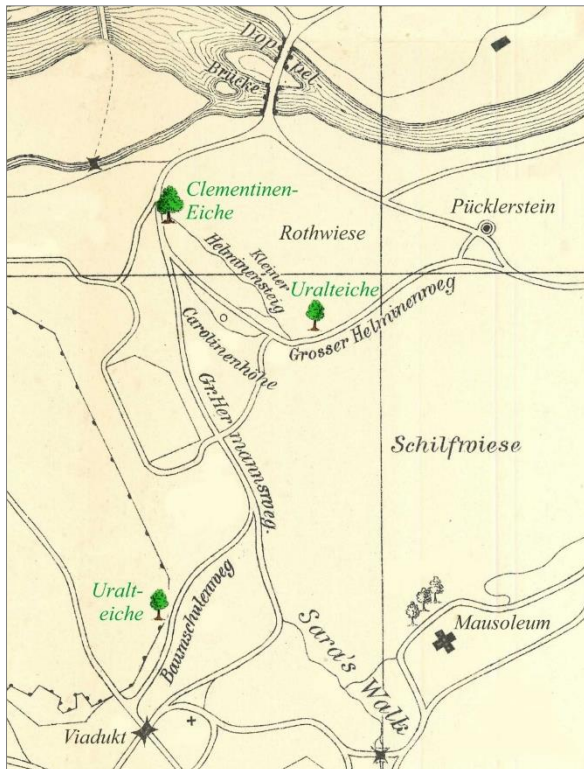 Doppel
Brücke
Clementinen-
Eiche
Pücklerstein
Rothwiese
Kleiner
Helminensteig
Uralteiche
Grosser Helminenweg
Carolinenhöhe
Gr. Hermannsweg.
Schilfwiese
Uralt-
eiche
Baumschulenweg
Sara's Walk
Mausoleum
Viadukt